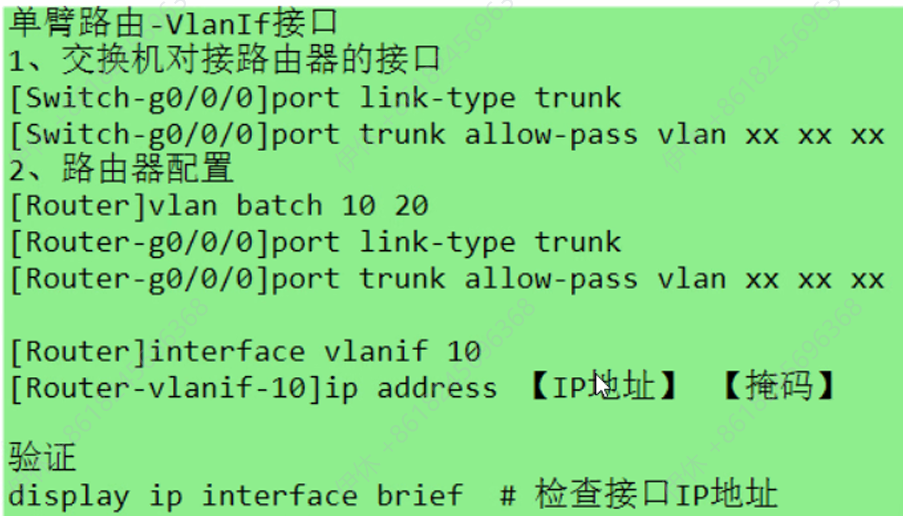 单臂路由-VlanIf接口
1、交换机对接路由器的接口
[Switch-g0/0/0]port link-type trunk
[Switch-g0/0/0]port trunk allow-pass vlan xx xx xx
2、路由器配置
[Router]vlan batch 10 20
[Router-g0/0/0]port link-type trunk
[Router-g0/0/0]port trunk allow-pass vlan xx xx xx
[Router]interface vlanif 10
[Router-vlanif-10]ip address 【IP地址】 【掩码】
验证
display ip interface brief # 检查接口IP地址